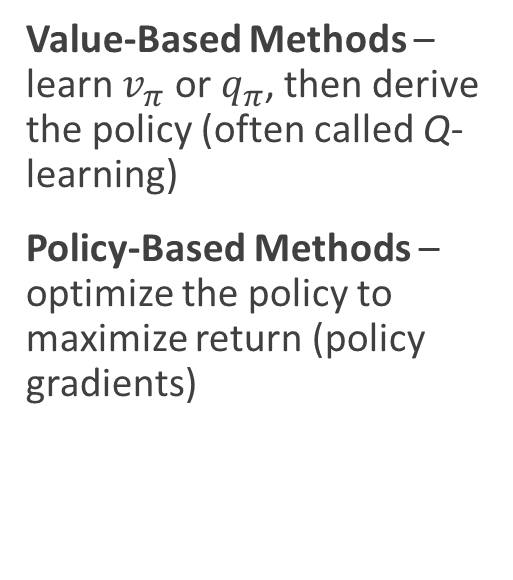 Value-Based Methods –
learn 𝑣𝜋 or 𝑞𝜋, then derive
the policy (often called Q-
learning)
Policy-Based Methods –
optimize the policy to
maximize return (policy
gradients)